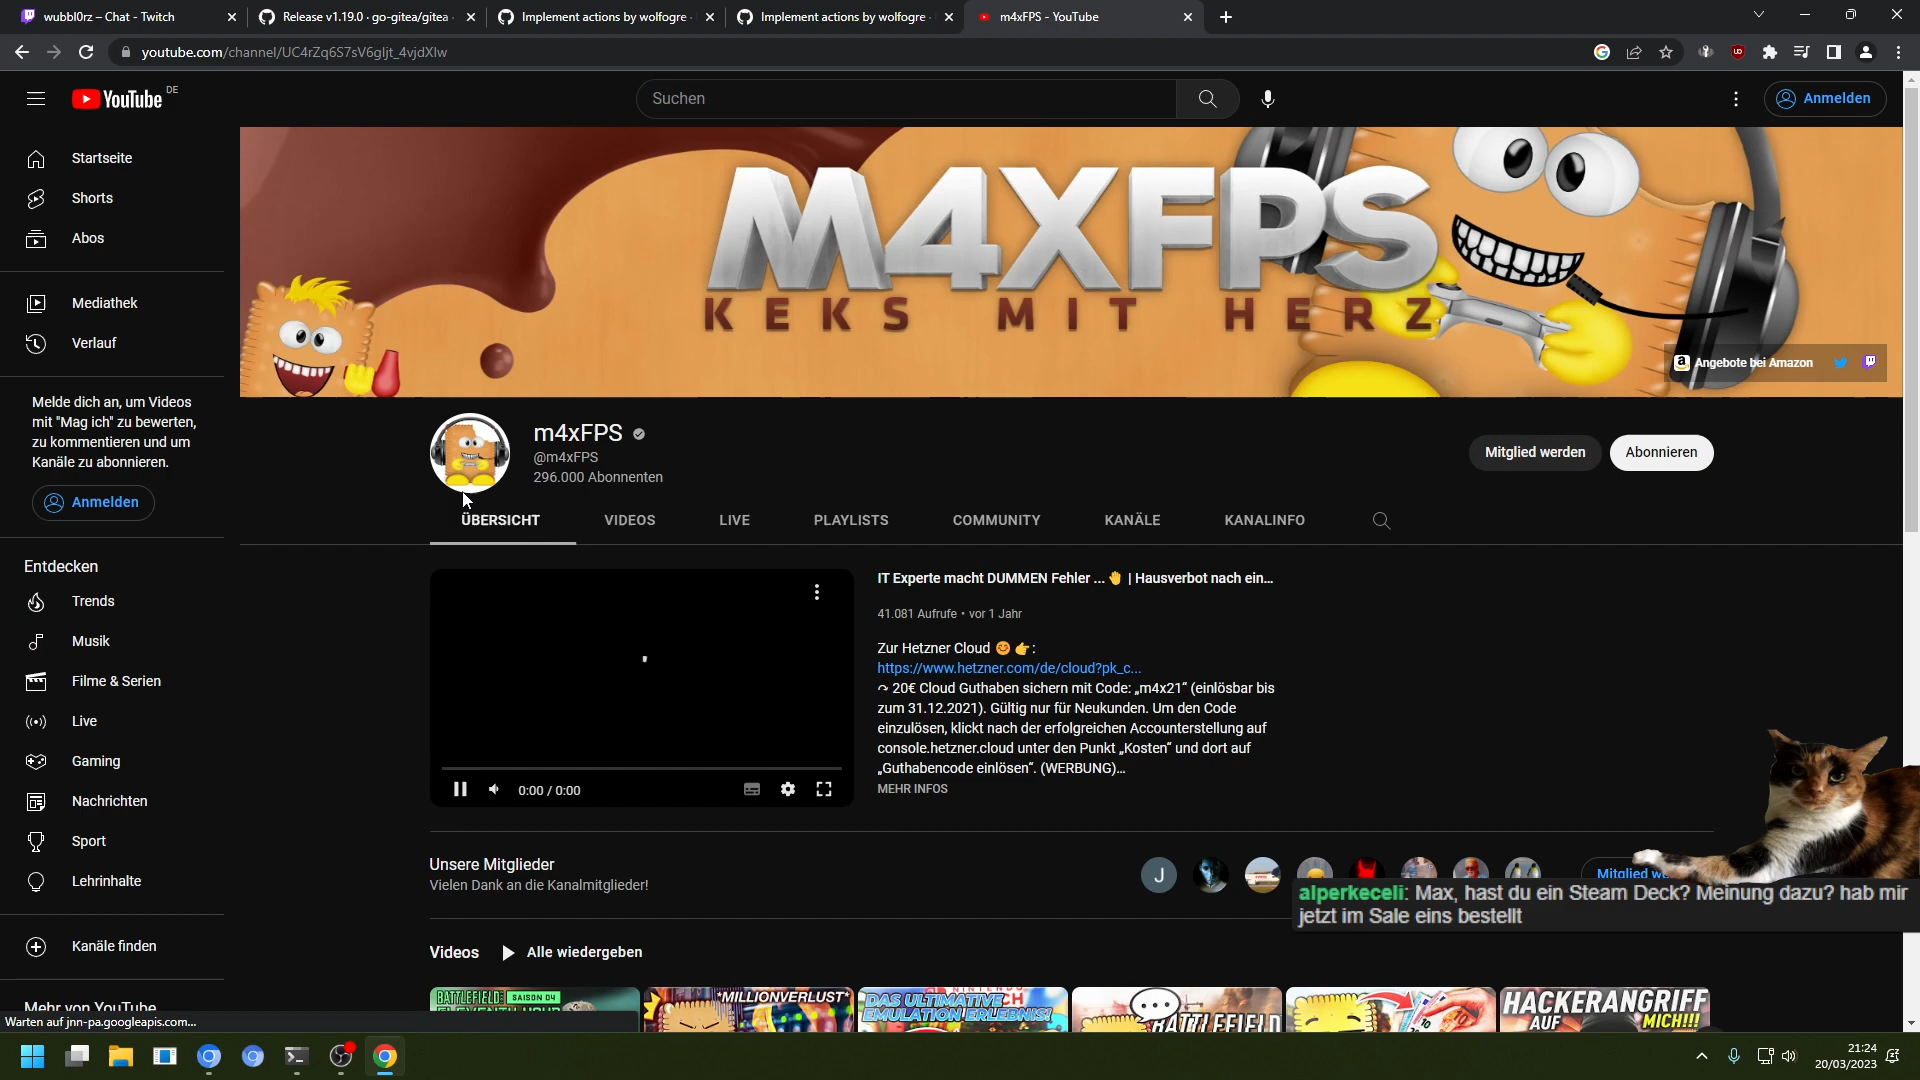 wubbl0rz – Chat - Twitch
Release v1.19.0 · go-gitea/gitea
Implement actions by wolfogre ·
Implement actions by wolfogre ·
m4xFPS - YouTube
youtube.com/channel/UC4rZq6S7sV6gljt_4vjdXlw
YouTube DE
Suchen
Anmelden
Startseite
Shorts
Abos
Mediathek
Verlauf
Melde dich an, um Videos
mit "Mag ich" zu bewerten,
zu kommentieren und um
Kanäle zu abonnieren.
Anmelden
Entdecken
Trends
Musik
Filme & Serien
Live
Gaming
Nachrichten
Sport
Lehrinhalte
Kanäle finden
Mehr von YouTube
Warten auf jnn-pa.googleapis.com...
M4XFPS
KEKS MIT HERZ
Angebote bei Amazon
m4xFPS
@m4xFPS
296.000 Abonnenten
Mitglied werden
Abonnieren
ÜBERSICHT
VIDEOS
LIVE
PLAYLISTS
COMMUNITY
KANÄLE
KANALINFO
0:00 / 0:00
IT Experte macht DUMMEN Fehler ... 🤚 | Hausverbot nach ein...
41.081 Aufrufe • vor 1 Jahr
Zur Hetzner Cloud 😊 👉 :
https://www.hetzner.com/de/cloud?pk_c...
↷ 20€ Cloud Guthaben sichern mit Code: „m4x21“ (einlösbar bis
zum 31.12.2021). Gültig nur für Neukunden. Um den Code
einzulösen, klickt nach der erfolgreichen Accounterstellung auf
console.hetzner.cloud unter den Punkt „Kosten“ und dort auf
„Guthabencode einlösen“. (WERBUNG)...
MEHR INFOS
Unsere Mitglieder
Vielen Dank an die Kanalmitglieder!
J
Mitglied we
alperkeceli: Max, hast du ein Steam Deck? Meinung dazu? hab mir
jetzt im Sale eins bestellt
Videos
Alle wiedergeben
BATTLEFIELD: SAISON 04
*MILLIONVERLUST*
DAS ULTIMATIVE
EMULATION ERLEBNIS!
BATTLEFIELD
10
HACKERANGRIFF
AUF MICH!!!
21:24
20/03/2023